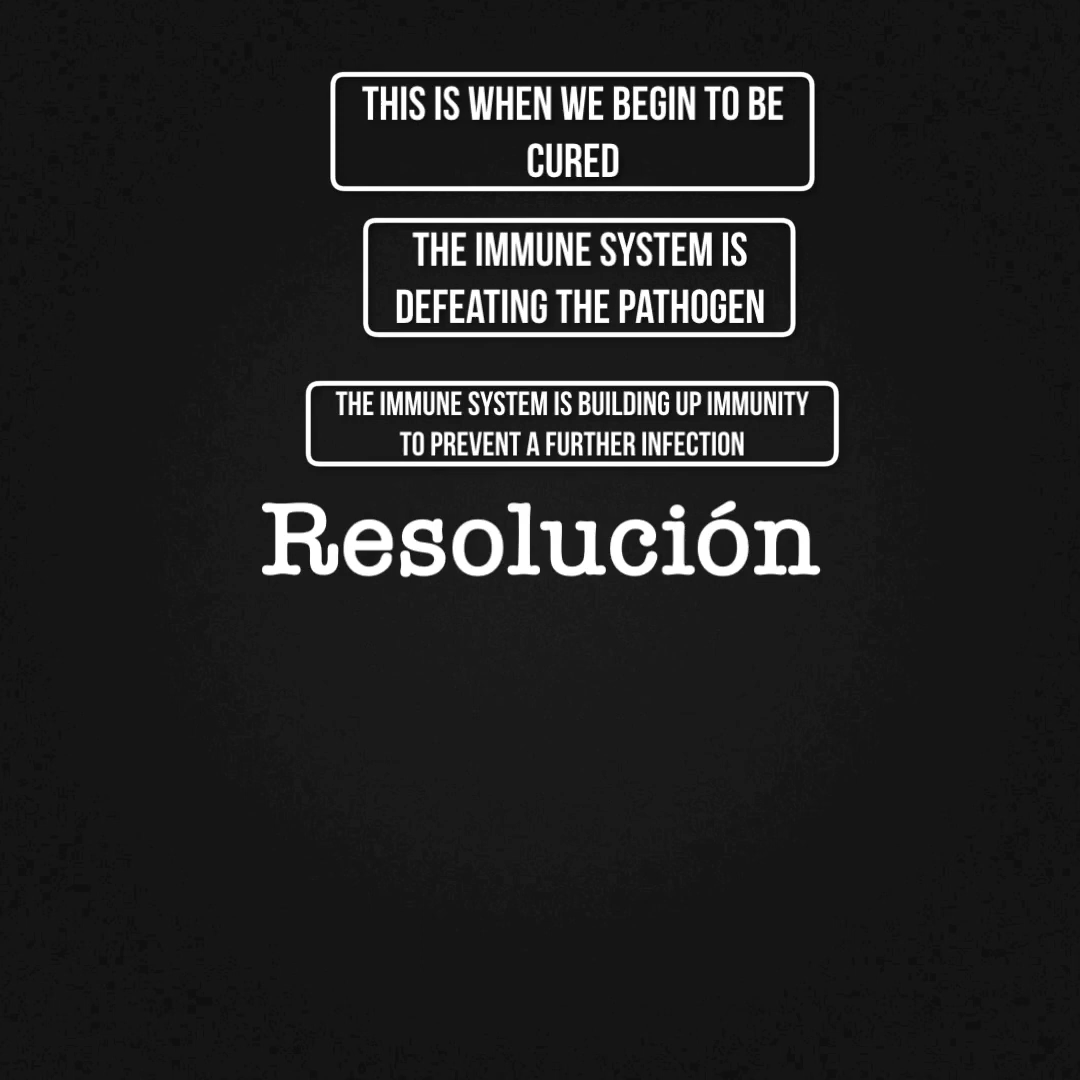 THIS IS WHEN WE BEGIN TO BE
CURED
THE IMMUNE SYSTEM IS
DEFEATING THE PATHOGEN
THE IMMUNE SYSTEM IS BUILDING UP IMMUNITY
TO PREVENT A FURTHER INFECTION
Resolución